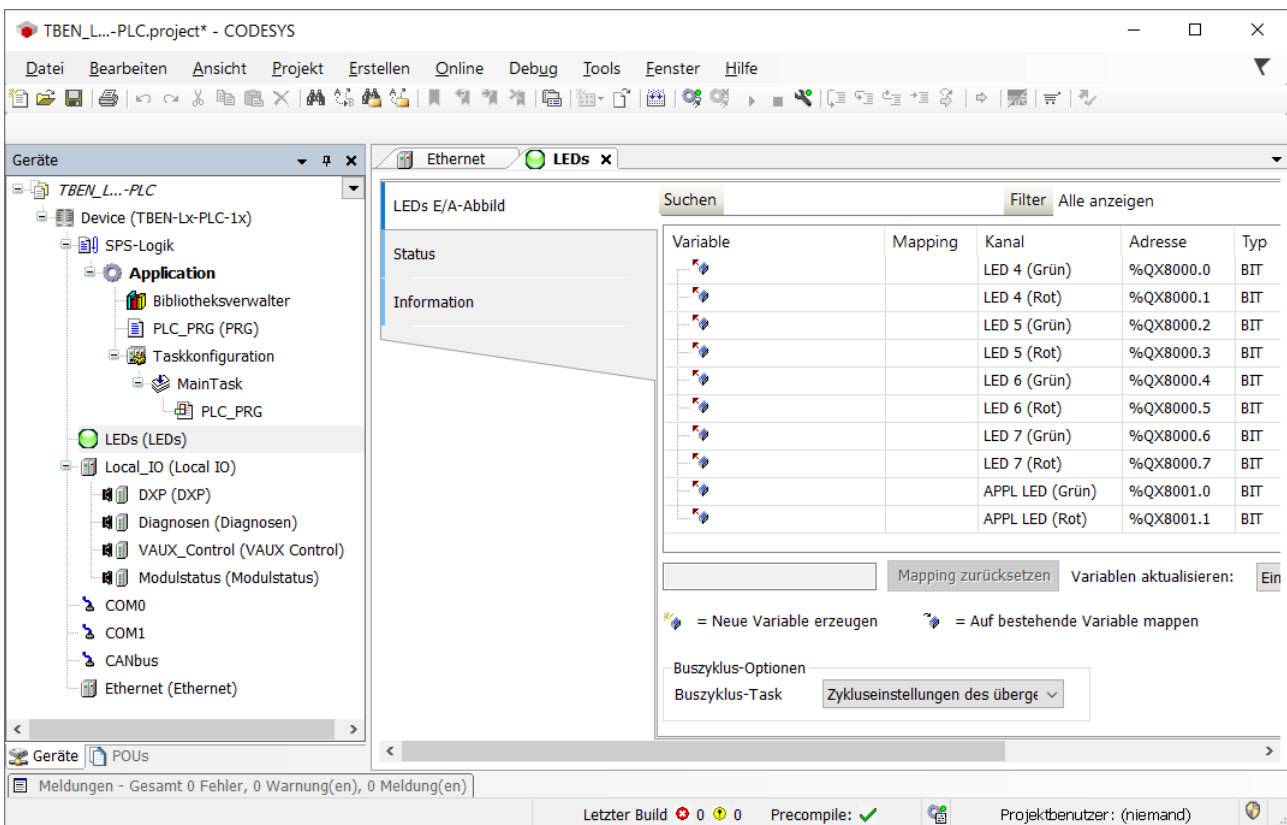 TBEN_L...-PLC.project* - CODESYS
Datei Bearbeiten Ansicht Projekt Erstellen Online Debug Tools Fenster Hilfe
Geräte
TBEN_L...-PLC
Device (TBEN-Lx-PLC-1x)
SPS-Logik
Application
Bibliotheksverwalter
PLC_PRG (PRG)
Taskkonfiguration
MainTask
PLC_PRG
LEDs (LEDs)
Local_IO (Local IO)
DXP (DXP)
Diagnosen (Diagnosen)
VAUX_Control (VAUX Control)
Modulstatus (Modulstatus)
COM0
COM1
CANbus
Ethernet (Ethernet)
Geräte POUs
Ethernet LEDs
LEDs E/A-Abbild
Status
Information
Suchen Filter Alle anzeigen
Variable Mapping Kanal Adresse Typ
LED 4 (Grün) %QX8000.0 BIT
LED 4 (Rot) %QX8000.1 BIT
LED 5 (Grün) %QX8000.2 BIT
LED 5 (Rot) %QX8000.3 BIT
LED 6 (Grün) %QX8000.4 BIT
LED 6 (Rot) %QX8000.5 BIT
LED 7 (Grün) %QX8000.6 BIT
LED 7 (Rot) %QX8000.7 BIT
APPL LED (Grün) %QX8001.0 BIT
APPL LED (Rot) %QX8001.1 BIT
Mapping zurücksetzen Variablen aktualisieren: Ein
= Neue Variable erzeugen = Auf bestehende Variable mappen
Buszyklus-Optionen
Buszyklus-Task Zykluseinstellungen des überge
Meldungen - Gesamt 0 Fehler, 0 Warnung(en), 0 Meldung(en)
Letzter Build 0 0 Precompile: Projektbenutzer: (niemand)